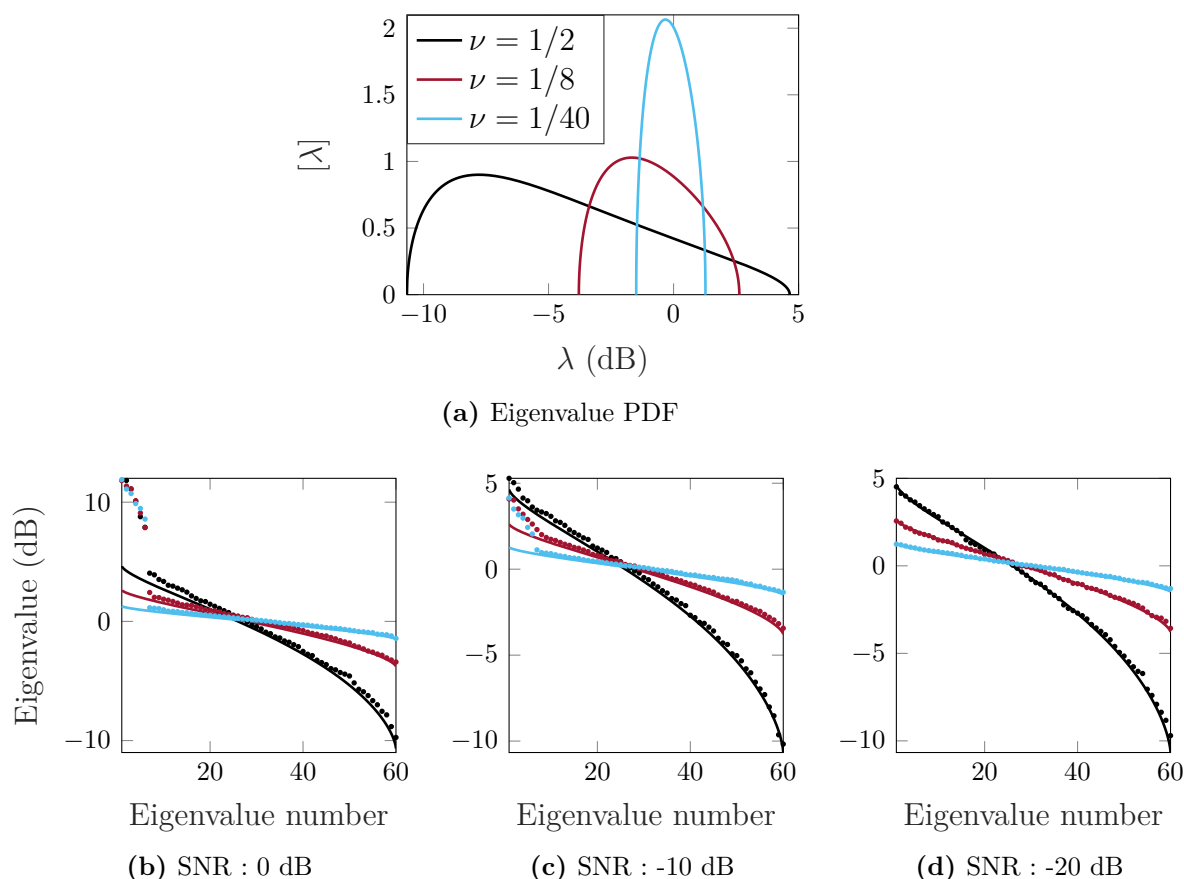 2
1.5
1
0.5
0
[λ]
ν = 1/2
ν = 1/8
ν = 1/40
−10
−5
0
5
λ (dB)
(a) Eigenvalue PDF
Eigenvalue (dB)
10
0
−10
20
40
60
Eigenvalue number
(b) SNR : 0 dB
5
0
−5
−10
20
40
60
Eigenvalue number
(c) SNR : -10 dB
5
0
−5
−10
20
40
60
Eigenvalue number
(d) SNR : -20 dB